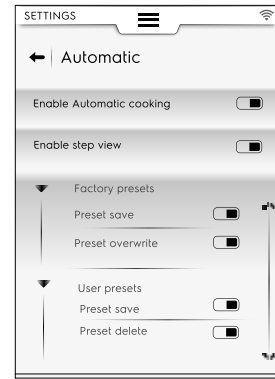 SETTINGS
Automatic
Enable Automatic cooking
Enable step view
Factory presets
Preset save
Preset overwrite
User presets
Preset save
Preset delete